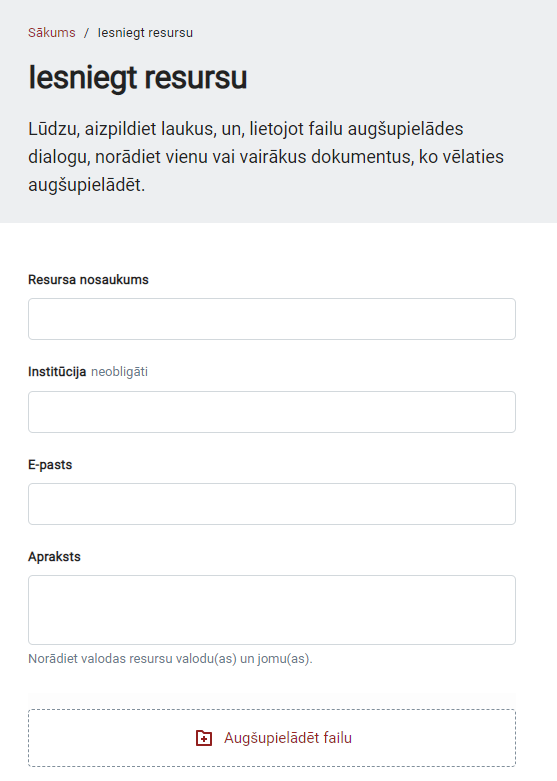 Sākums / Iesniegt resursu
Iesniegt resursu
Lūdzu, aizpildiet laukus, un, lietojot failu augšupielādes
dialogu, norādiet vienu vai vairākus dokumentus, ko vēlaties
augšupielādēt.
Resursa nosaukums
Institūcija neobligāti
E-pasts
Apraksts
Norādiet valodas resursu valodu(as) un jomu(as).
Augšupielādēt failu